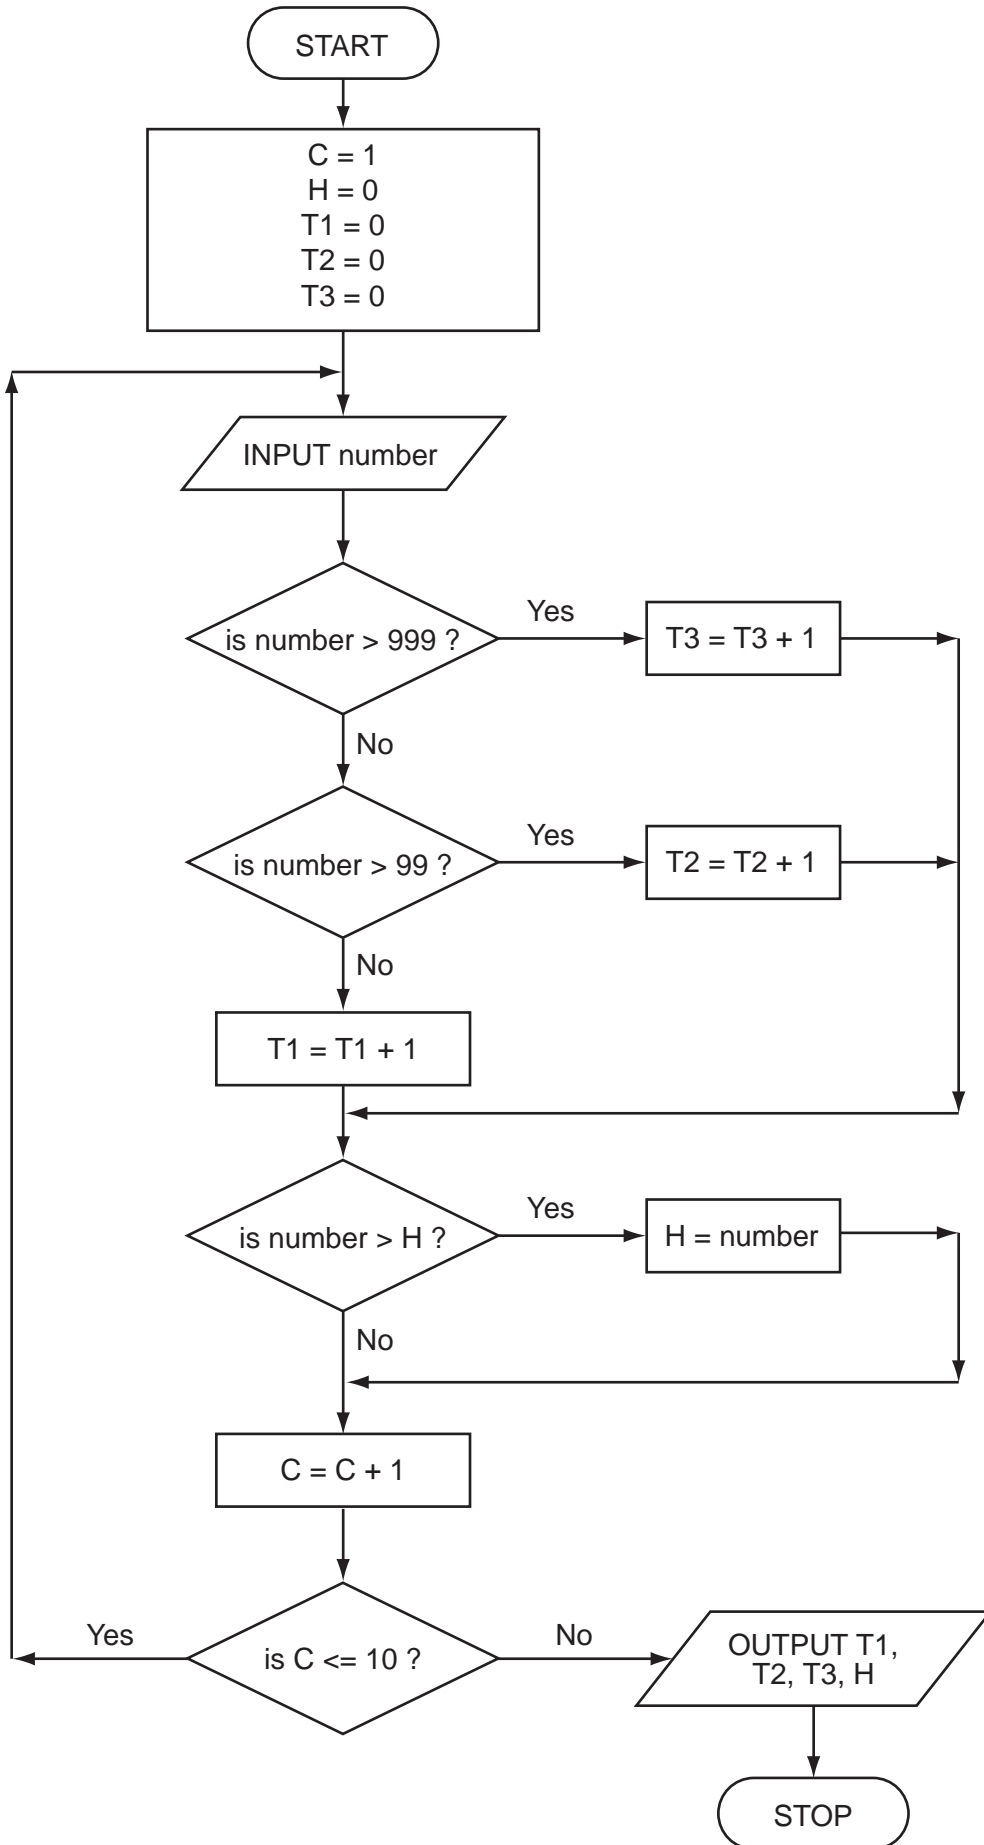 START
C = 1
H = 0
T1 = 0
T2 = 0
T3 = 0
INPUT number
is number > 999 ?
Yes
T3 = T3 + 1
No
is number > 99 ?
Yes
T2 = T2 + 1
No
T1 = T1 + 1
is number > H ?
Yes
H = number
No
C = C + 1
is C <= 10 ?
Yes
No
OUTPUT T1,
T2, T3, H
STOP